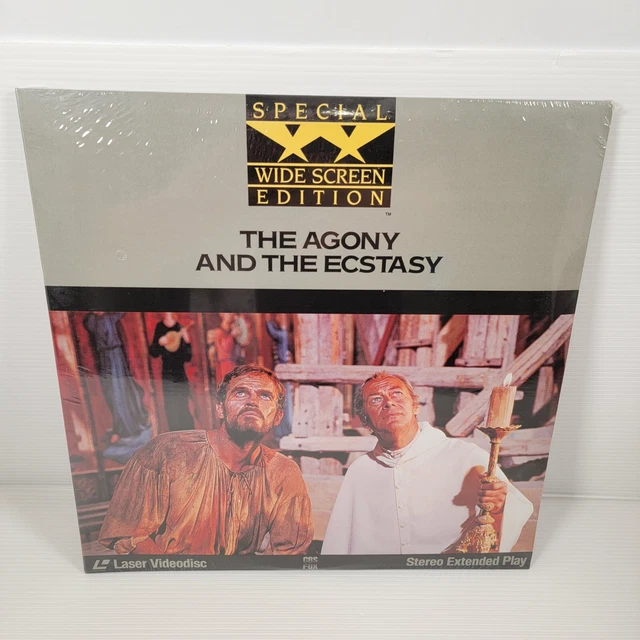 SPECIAL
WIDE SCREEN
EDITION
™
THE AGONY
AND THE ECSTASY
Laser Videodisc
CBS
FOX
Stereo Extended Play